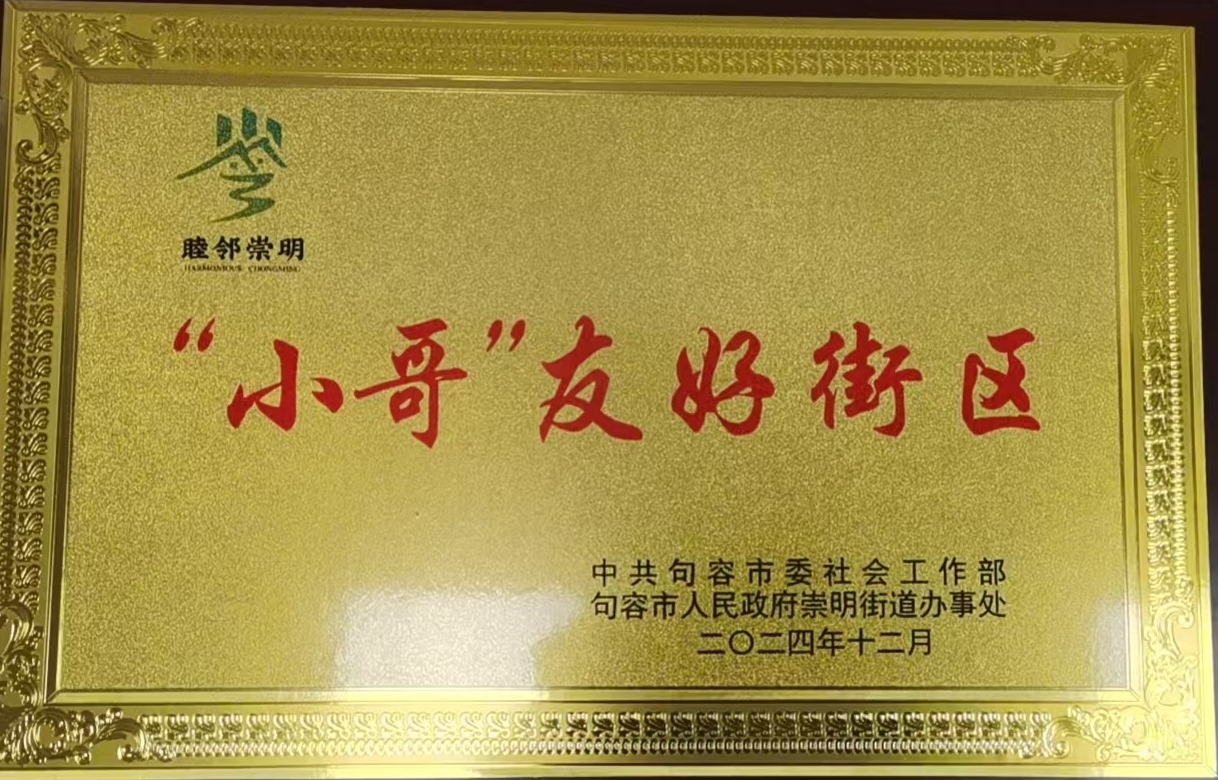 睦邻崇明
HARMONIOUS CHONGMING
“小哥”友好街区
中共句容市委社会工作部
句容市人民政府崇明街道办事处
二〇二四年十二月